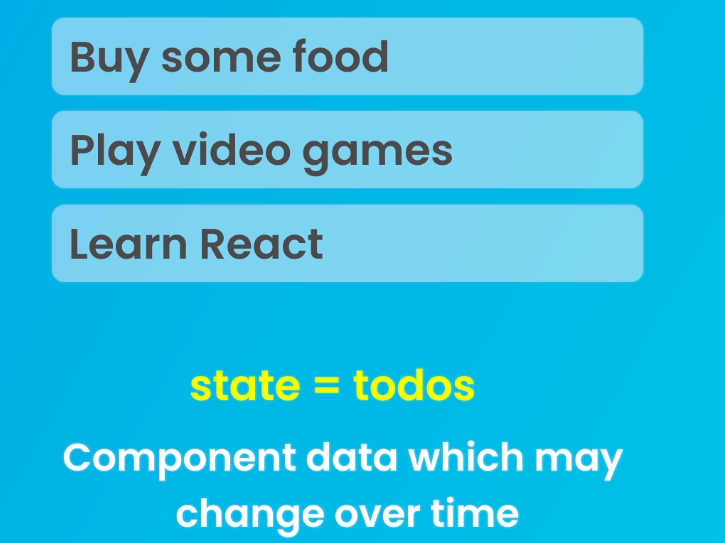 Buy some food
Play video games
Learn React
state = todos
Component data which may
change over time